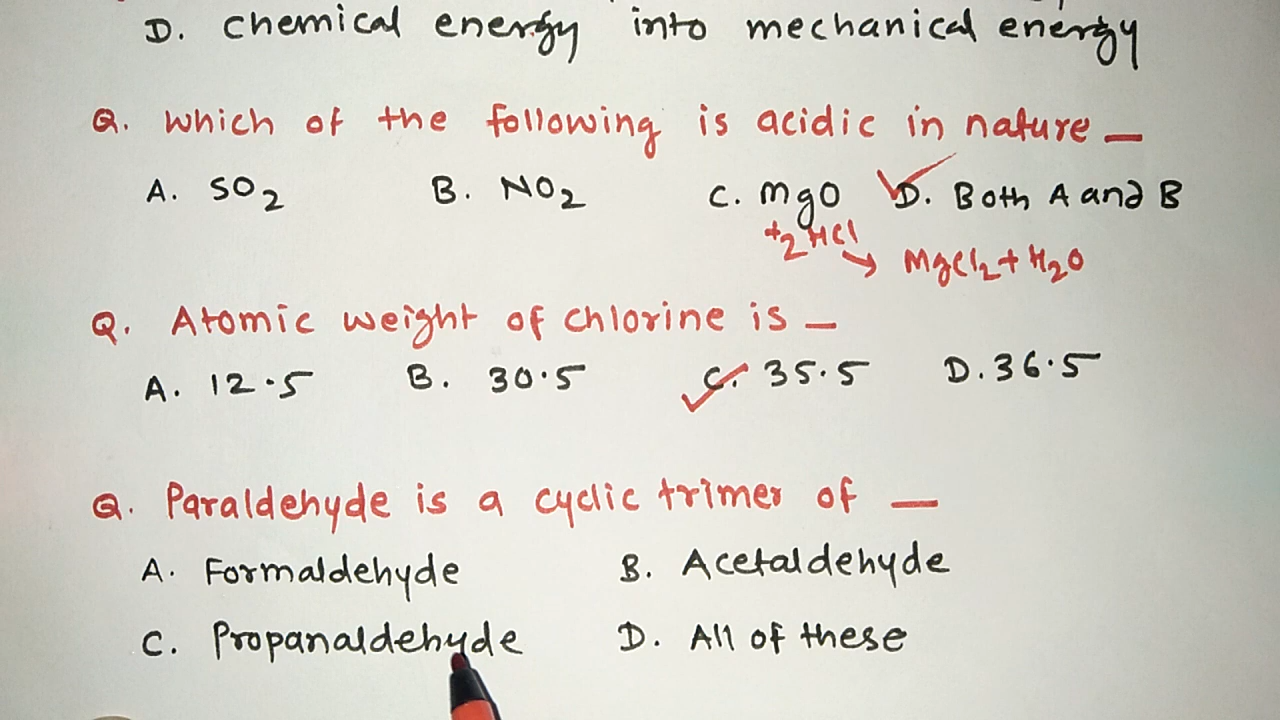 D. chemical energy into mechanical energy
Q. which of the following is acidic in nature _
A. SO2 B. NO2 C. MgO D. Both A and B
+2HCl → MgCl2 + H2O
Q. Atomic weight of chlorine is _
A. 12.5 B. 30.5 C. 35.5 D. 36.5
Q. Paraldehyde is a cyclic trimer of _
A. Formaldehyde B. Acetaldehyde
C. Propanaldehyde D. All of these